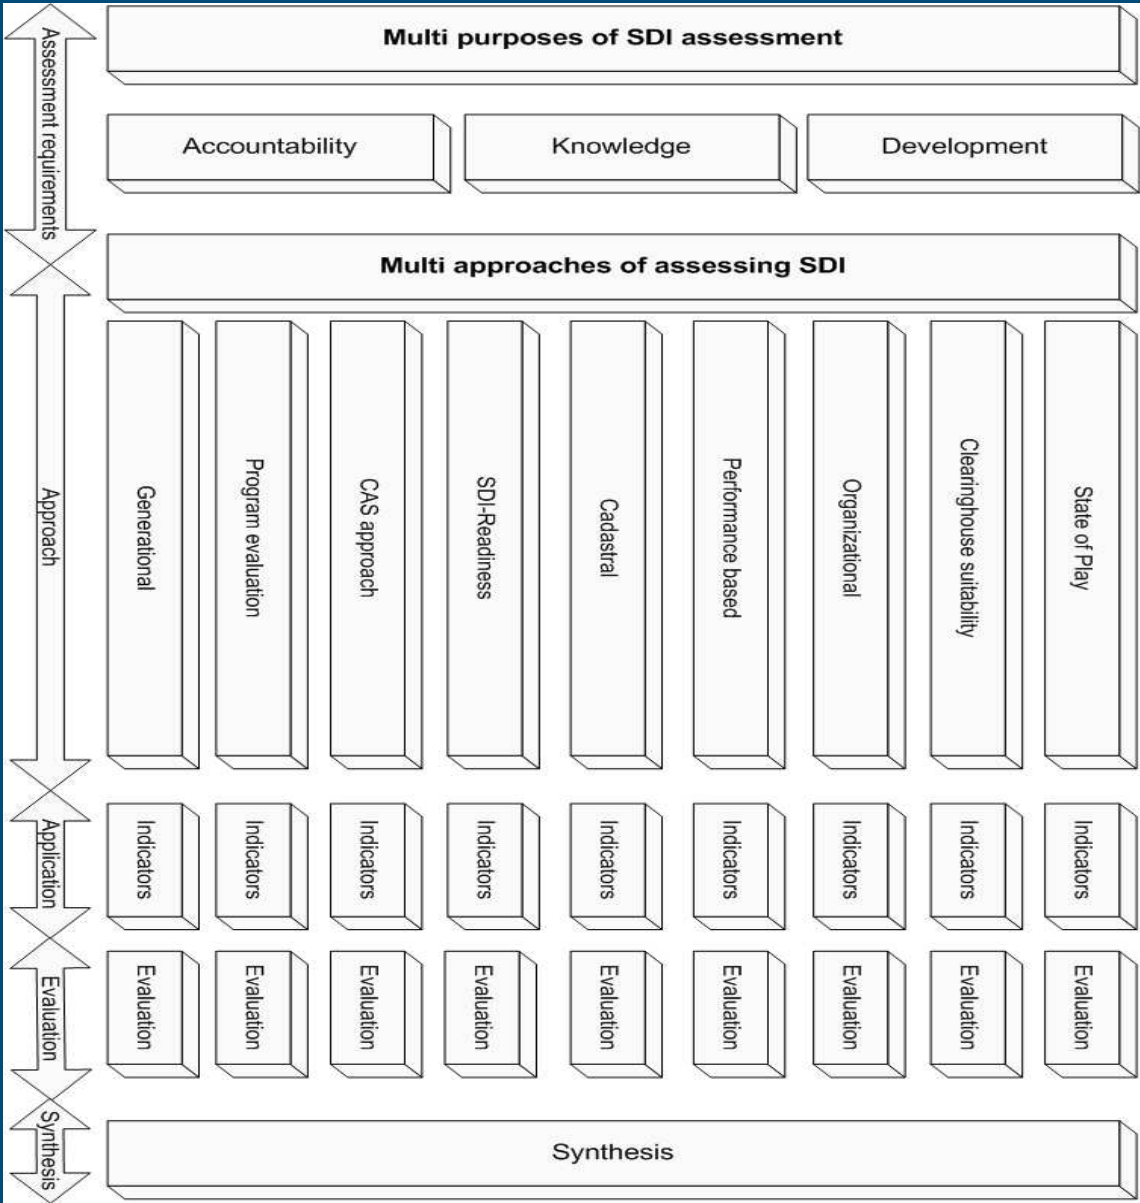 Assessment requirements
Multi purposes of SDI assessment
Accountability
Knowledge
Development
Multi approaches of assessing SDI
Approach
Generational
Program evaluation
CAS approach
SDI-Readiness
Cadastral
Performance based
Organizational
Clearinghouse suitability
State of Play
Application
Indicators
Indicators
Indicators
Indicators
Indicators
Indicators
Indicators
Indicators
Indicators
Evaluation
Evaluation
Evaluation
Evaluation
Evaluation
Evaluation
Evaluation
Evaluation
Evaluation
Evaluation
Synthesis
Synthesis